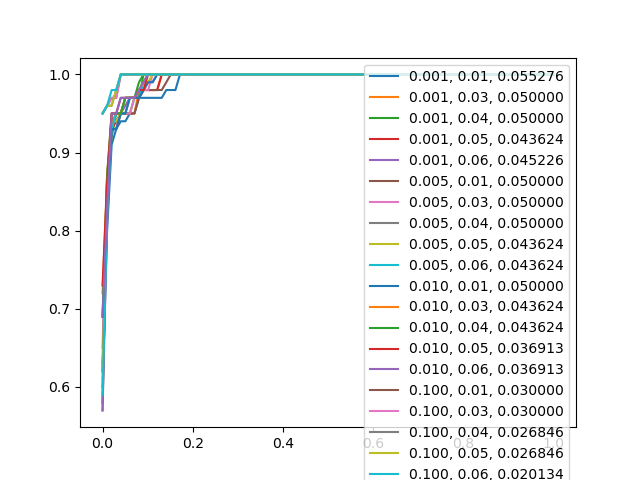 1.0
0.9
0.8
0.7
0.6
0.0
0.2
0.4
0.6
0.8
1.0
0.001, 0.01, 0.055276
0.001, 0.03, 0.050000
0.001, 0.04, 0.050000
0.001, 0.05, 0.043624
0.001, 0.06, 0.045226
0.005, 0.01, 0.050000
0.005, 0.03, 0.050000
0.005, 0.04, 0.050000
0.005, 0.05, 0.043624
0.005, 0.06, 0.043624
0.010, 0.01, 0.050000
0.010, 0.03, 0.043624
0.010, 0.04, 0.043624
0.010, 0.05, 0.036913
0.010, 0.06, 0.036913
0.100, 0.01, 0.030000
0.100, 0.03, 0.030000
0.100, 0.04, 0.026846
0.100, 0.05, 0.026846
0.100, 0.06, 0.020134